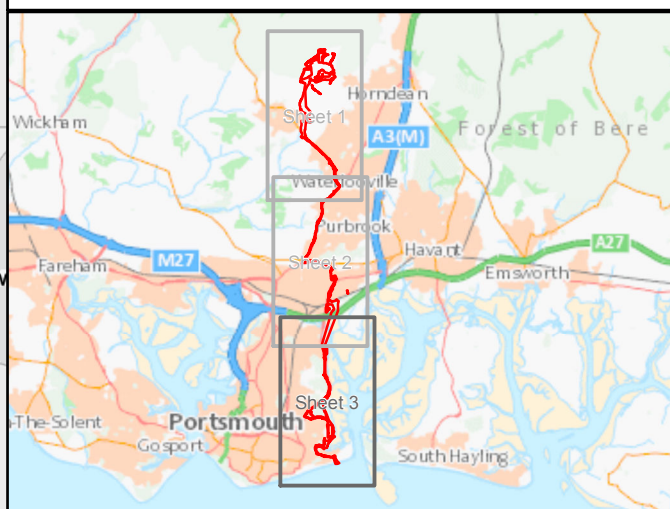 Sheet 1
Horndean
Wickham
A3(M)
Forest of Bere
Waterlooville
Purbrook
Havant
A27
M27
Sheet 2
Fareham
Emsworth
Sheet 3
-The-Solent
Portsmouth
Gosport
South Hayling